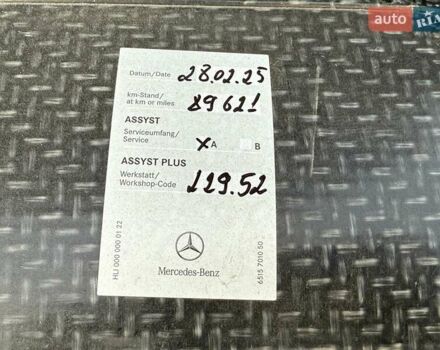 auto RIA
Datum/Date 28.02.25
km-Stand/
at km or miles 89621
ASSYST
Serviceumfang/
Service X A B
ASSYST PLUS
Werkstatt/
Workshop-Code 129.52
Mercedes-Benz
HLI 000 000 01 22
6515 7010 50